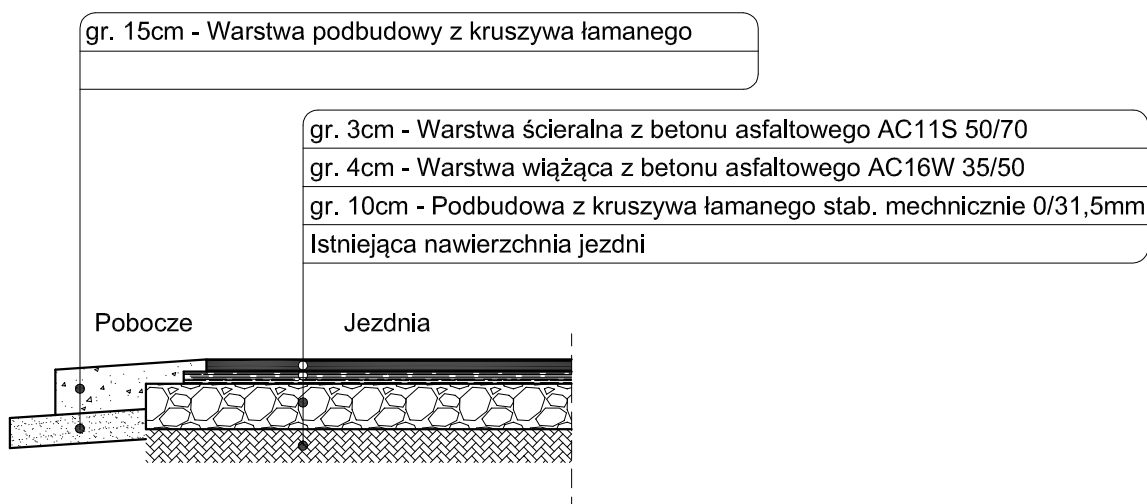 gr. 15cm - Warstwa podbudowy z kruszywa łamanego
gr. 3cm - Warstwa ścieralna z betonu asfaltowego AC11S 50/70
gr. 4cm - Warstwa wiążąca z betonu asfaltowego AC16W 35/50
gr. 10cm - Podbudowa z kruszywa łamanego stab. mechnicznie 0/31,5mm
Istniejąca nawierzchnia jezdni
Pobocze
Jezdnia